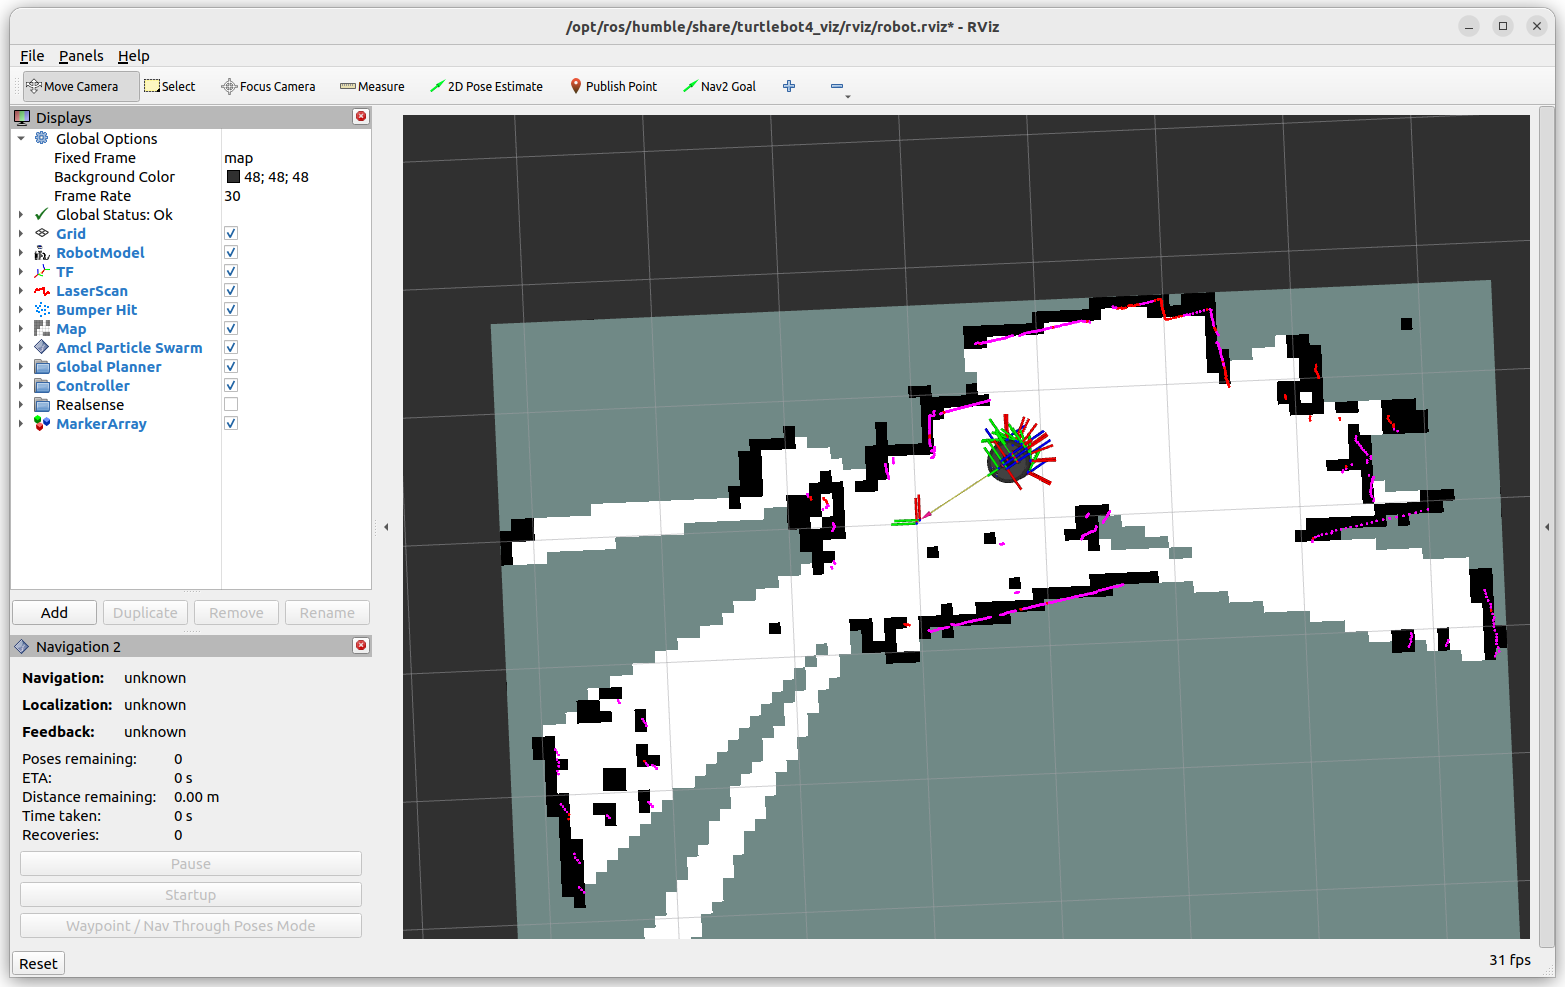 /opt/ros/humble/share/turtlebot4_viz/rviz/robot.rviz* - RViz
File Panels Help
Move Camera Select Focus Camera Measure 2D Pose Estimate Publish Point Nav2 Goal
Displays
Global Options
Fixed Frame map
Background Color 48; 48; 48
Frame Rate 30
Global Status: Ok
Grid
RobotModel
TF
LaserScan
Bumper Hit
Map
Amcl Particle Swarm
Global Planner
Controller
Realsense
MarkerArray
Add Duplicate Remove Rename
Navigation 2
Navigation: unknown
Localization: unknown
Feedback: unknown
Poses remaining: 0
ETA: 0 s
Distance remaining: 0.00 m
Time taken: 0 s
Recoveries: 0
Pause
Startup
Waypoint / Nav Through Poses Mode
Reset 31 fps